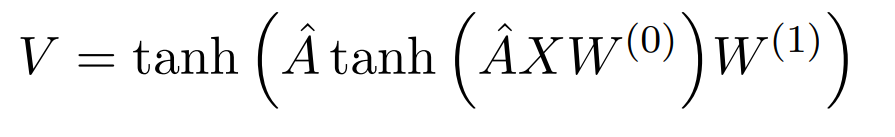 V = tanh(Â tanh(ÂXW⁽⁰⁾)W⁽¹⁾)